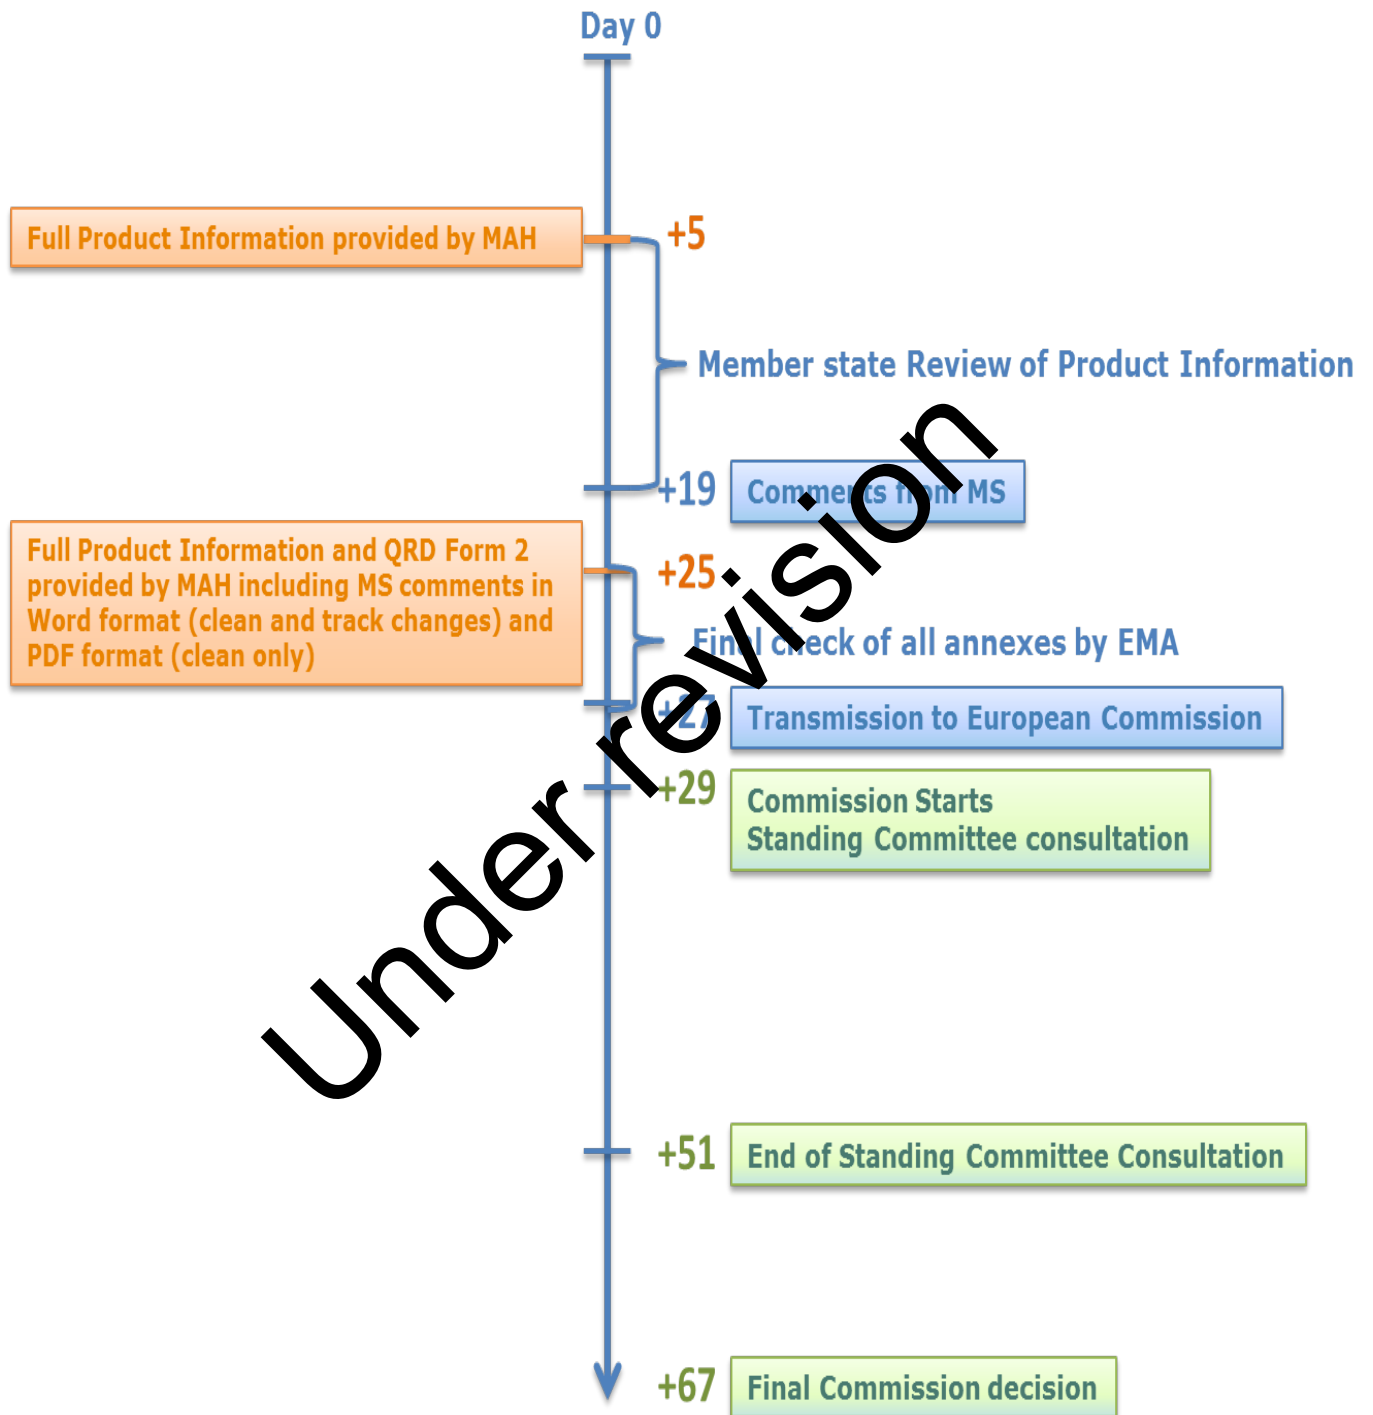 Day 0
Full Product Information provided by MAH
+5
Member state Review of Product Information
+19
Comments from MS
Full Product Information and QRD Form 2
provided by MAH including MS comments in
Word format (clean and track changes) and
PDF format (clean only)
+25
Final check of all annexes by EMA
+27
Transmission to European Commission
+29
Commission Starts
Standing Committee consultation
+51
End of Standing Committee Consultation
+67
Final Commission decision
Under revision